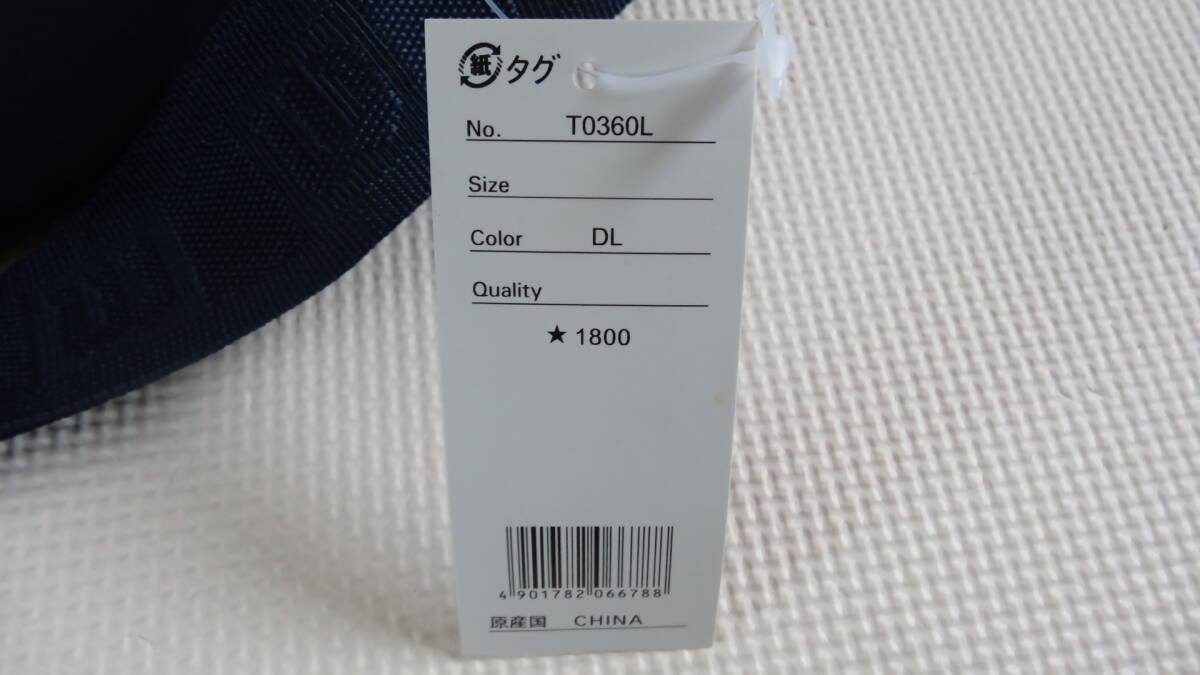 紙 タグ
No. T0360L
Size
Color DL
Quality
★ 1800
4 901782 066788
原産国 CHINA